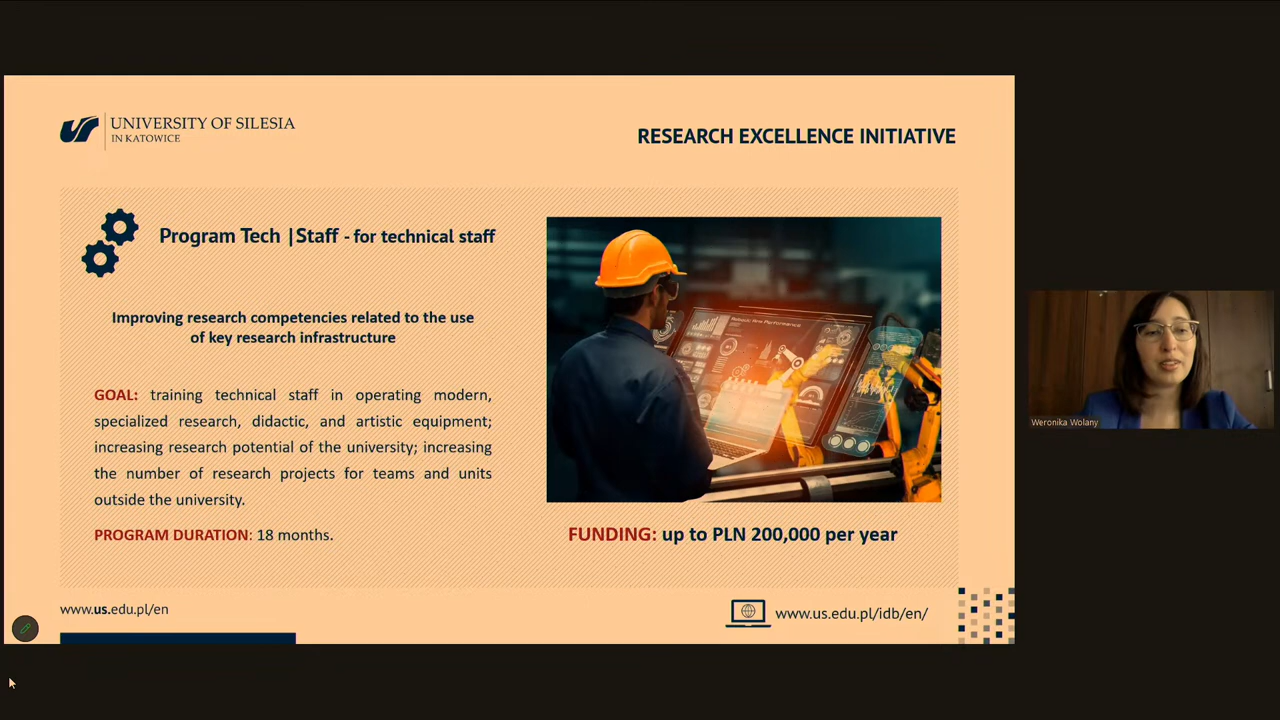 UNIVERSITY OF SILESIA
IN KATOWICE
RESEARCH EXCELLENCE INITIATIVE
Program Tech |Staff - for technical staff
Improving research competencies related to the use
of key research infrastructure
GOAL: training technical staff in operating modern,
specialized research, didactic, and artistic equipment;
increasing research potential of the university; increasing
the number of research projects for teams and units
outside the university.
PROGRAM DURATION: 18 months.
Robotic Arm Performance
FUNDING: up to PLN 200,000 per year
www.us.edu.pl/en
www.us.edu.pl/idb/en/
Weronika Wolany